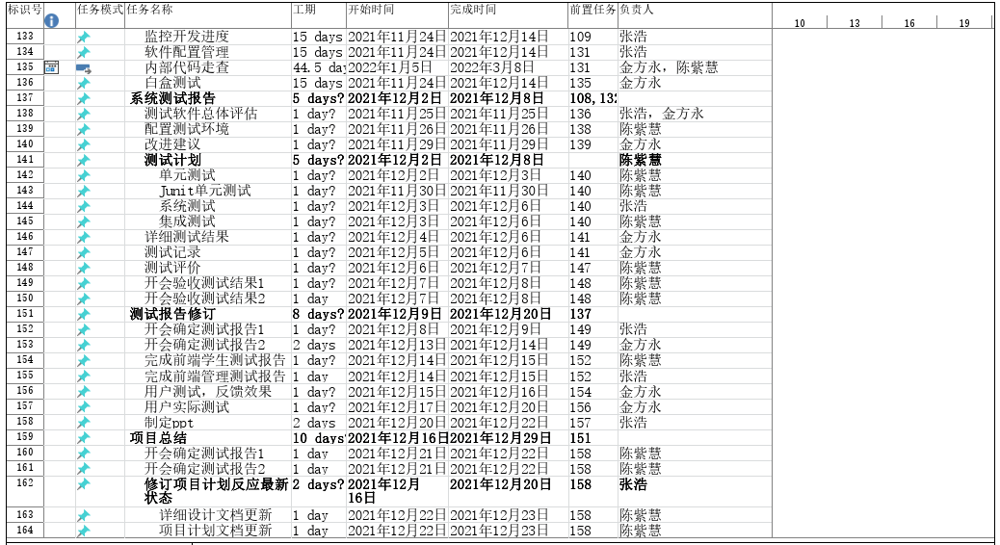 标识号 任务模式 任务名称 工期 开始时间 完成时间 前置任务 负责人
10 13 16 19
133 监控开发进度 15 days 2021年11月24日 2021年12月14日 109 张浩
134 软件配置管理 15 days 2021年11月24日 2021年12月14日 131 张浩
135 内部代码走查 44.5 day 2022年1月5日 2022年3月8日 131 金方永，陈紫慧
136 白盒测试 15 days 2021年11月24日 2021年12月14日 135 金方永
137 系统测试报告 5 days? 2021年12月2日 2021年12月8日 108,132
138 测试软件总体评估 1 day? 2021年11月25日 2021年11月25日 136 张浩，金方永
139 配置测试环境 1 day? 2021年11月26日 2021年11月26日 138 陈紫慧
140 改进建议 1 day? 2021年11月29日 2021年11月29日 139 金方永
141 测试计划 5 days? 2021年12月2日 2021年12月8日 陈紫慧
142 单元测试 1 day? 2021年12月2日 2021年12月3日 140 陈紫慧
143 Junit单元测试 1 day? 2021年11月30日 2021年11月30日 140 陈紫慧
144 系统测试 1 day? 2021年12月3日 2021年12月6日 140 张浩
145 集成测试 1 day? 2021年12月3日 2021年12月6日 140 陈紫慧
146 详细测试结果 1 day? 2021年12月4日 2021年12月6日 141 金方永
147 测试记录 1 day? 2021年12月5日 2021年12月6日 141 金方永
148 测试评价 1 day? 2021年12月6日 2021年12月7日 147 陈紫慧
149 开会验收测试结果1 1 day? 2021年12月7日 2021年12月8日 148 陈紫慧
150 开会验收测试结果2 1 day 2021年12月7日 2021年12月8日 148 陈紫慧
151 测试报告修订 8 days? 2021年12月9日 2021年12月20日 137
152 开会确定测试报告1 1 day? 2021年12月8日 2021年12月9日 149 张浩
153 开会确定测试报告2 2 days 2021年12月13日 2021年12月14日 149 金方永
154 完成前端学生测试报告 1 day? 2021年12月14日 2021年12月15日 152 陈紫慧
155 完成前端管理测试报告 1 day 2021年12月14日 2021年12月15日 152 张浩
156 用户测试，反馈效果 1 day? 2021年12月15日 2021年12月16日 154 金方永
157 用户实际测试 1 day? 2021年12月17日 2021年12月20日 156 金方永
158 制定ppt 2 days 2021年12月20日 2021年12月22日 157 张浩
159 项目总结 10 days 2021年12月16日 2021年12月29日 151
160 开会确定测试报告1 1 day 2021年12月21日 2021年12月22日 158 陈紫慧
161 开会确定测试报告2 1 day 2021年12月21日 2021年12月22日 158 陈紫慧
162 修订项目计划反应最新 2 days? 2021年12月 2021年12月20日 158 张浩
状态 16日
163 详细设计文档更新 1 day 2021年12月22日 2021年12月23日 158 陈紫慧
164 项目计划文档更新 1 day 2021年12月22日 2021年12月23日 158 陈紫慧